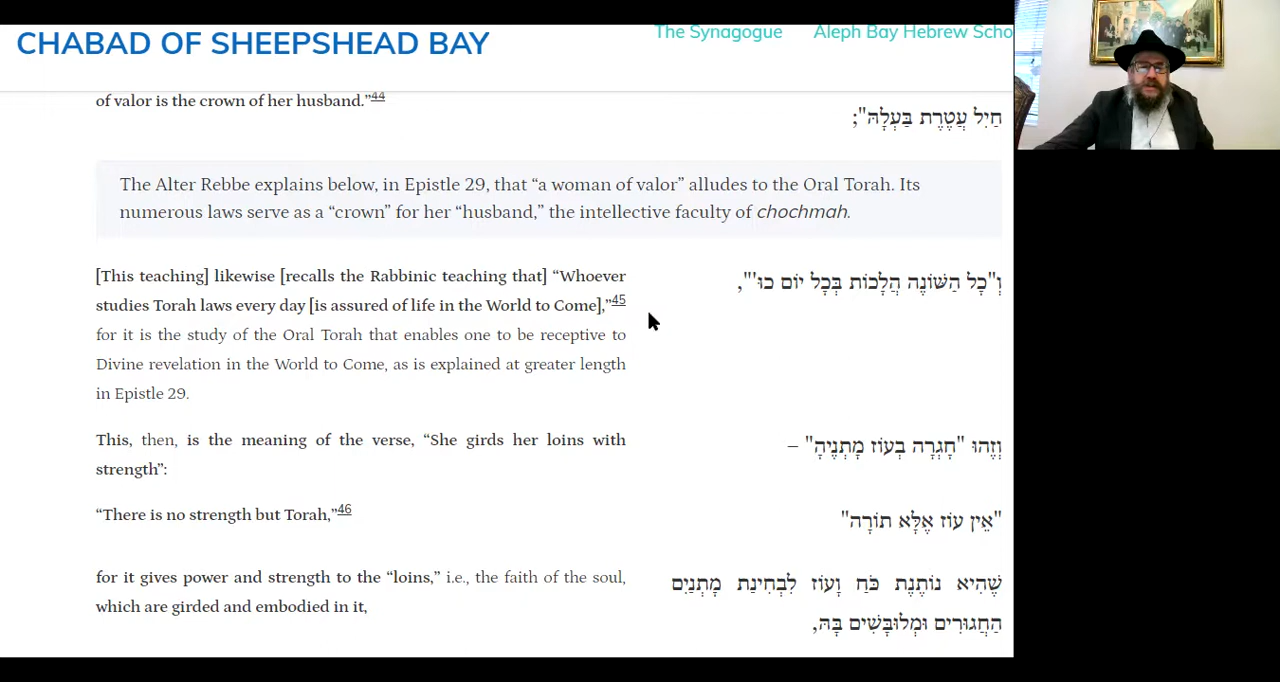 CHABAD OF SHEEPSHEAD BAY
The Synagogue Aleph Bay Hebrew Scho
of valor is the crown of her husband.”44
חַיִל עֲטֶרֶת בַּעְלָהּ";
The Alter Rebbe explains below, in Epistle 29, that “a woman of valor” alludes to the Oral Torah. Its
numerous laws serve as a “crown” for her “husband,” the intellective faculty of chochmah.
[This teaching] likewise [recalls the Rabbinic teaching that] “Whoever
studies Torah laws every day [is assured of life in the World to Come],”45
for it is the study of the Oral Torah that enables one to be receptive to
Divine revelation in the World to Come, as is explained at greater length
in Epistle 29.
וְ"כָל הַשּׁוֹנֶה הֲלָכוֹת בְּכָל יוֹם כוּ'",
This, then, is the meaning of the verse, “She girds her loins with
strength”:
וְזֶהוּ "חָגְרָה בְעוֹז מָתְנֶיהָ" –
“There is no strength but Torah,”46
"אֵין עוֹז אֶלָּא תוֹרָה"
for it gives power and strength to the “loins,” i.e., the faith of the soul,
which are girded and embodied in it,
שֶׁהִיא נוֹתֶנֶת כֹּחַ וָעוֹז לִבְחִינַת מָתְנַיִם
הַחֲגוּרִים וּמְלוּבָּשִׁים בָּהּ,